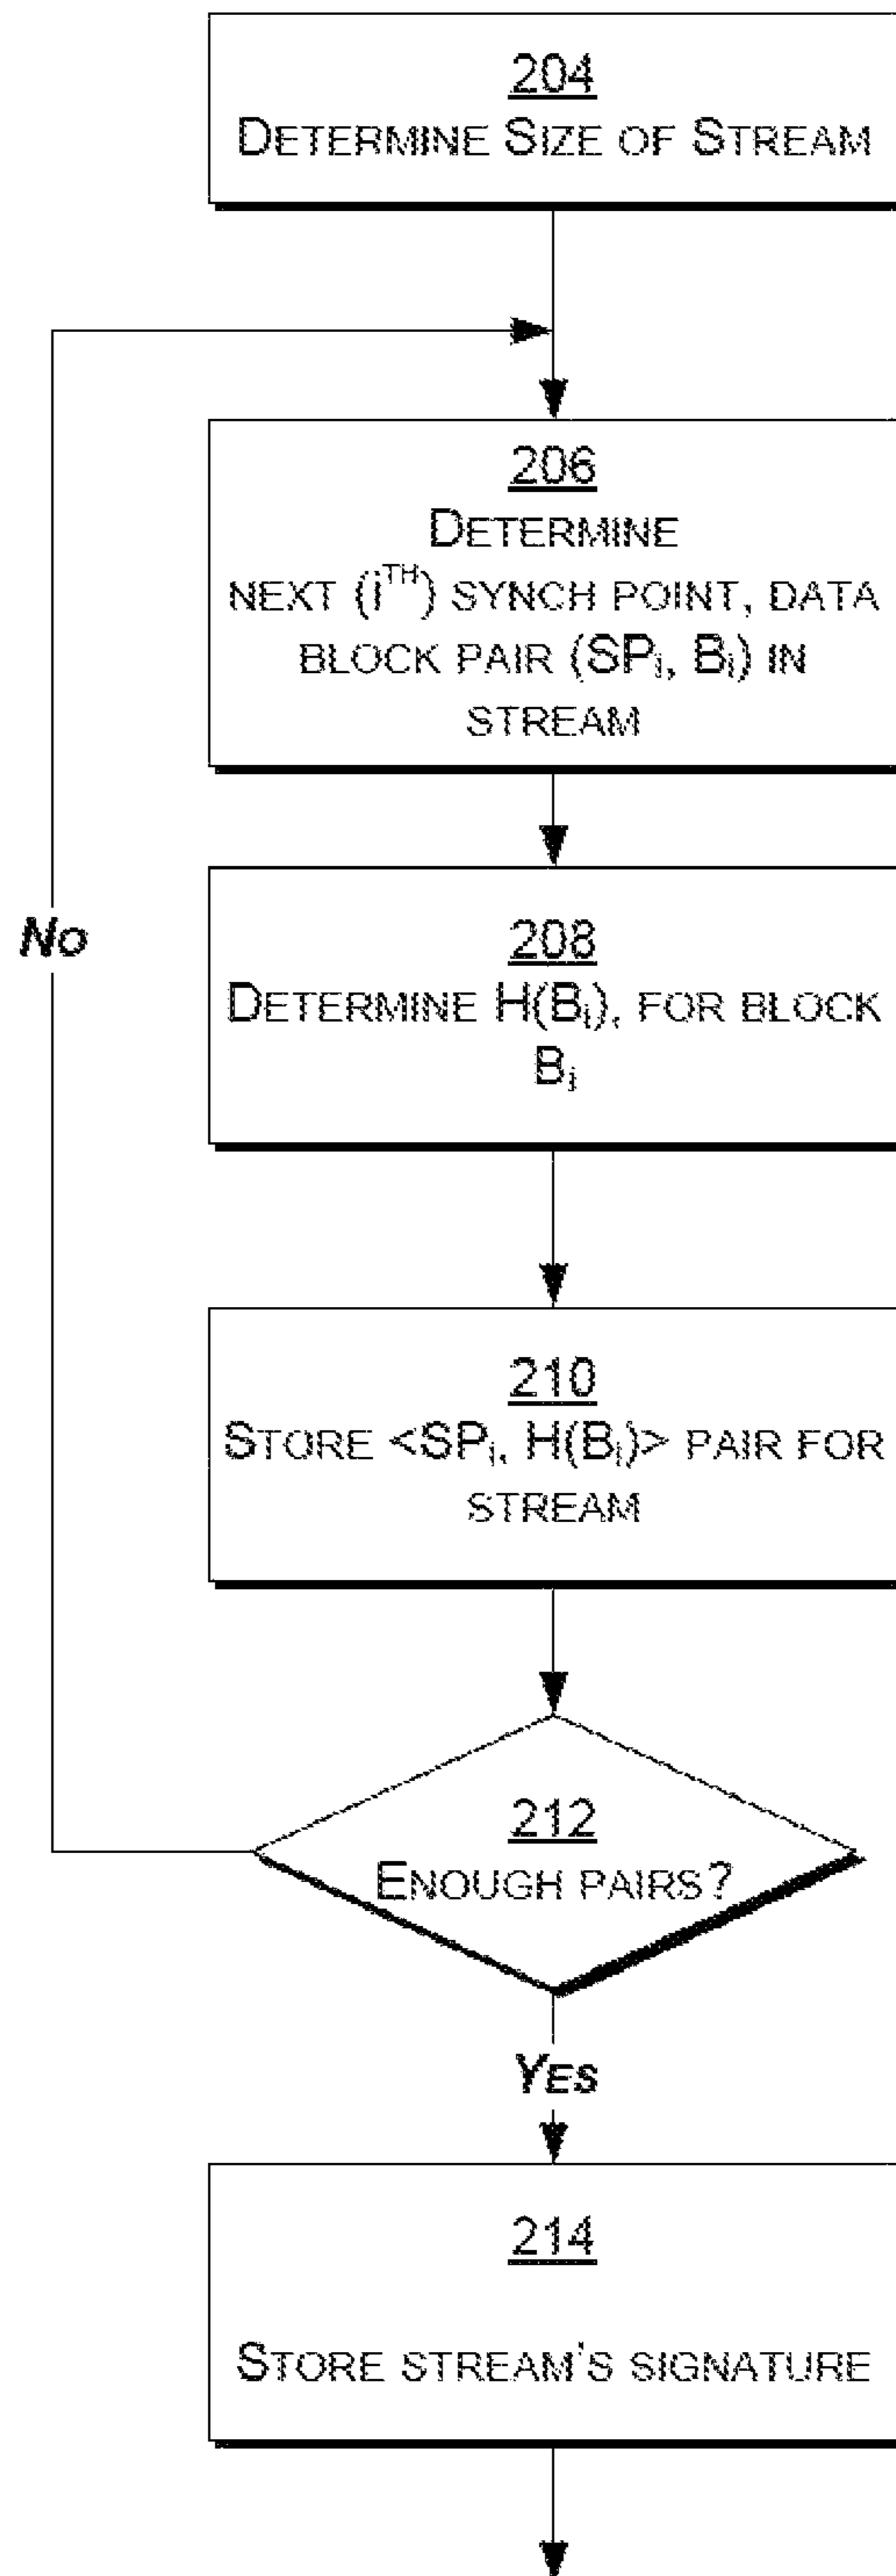 204
DETERMINE SIZE OF STREAM
206
DETERMINE
NEXT (iTH) SYNCH POINT, DATA
BLOCK PAIR (SPi, Bi) IN
STREAM
No
208
DETERMINE H(Bi), FOR BLOCK
Bi
210
STORE <SPi, H(Bi)> PAIR FOR
STREAM
212
ENOUGH PAIRS?
YES
214
STORE STREAM'S SIGNATURE